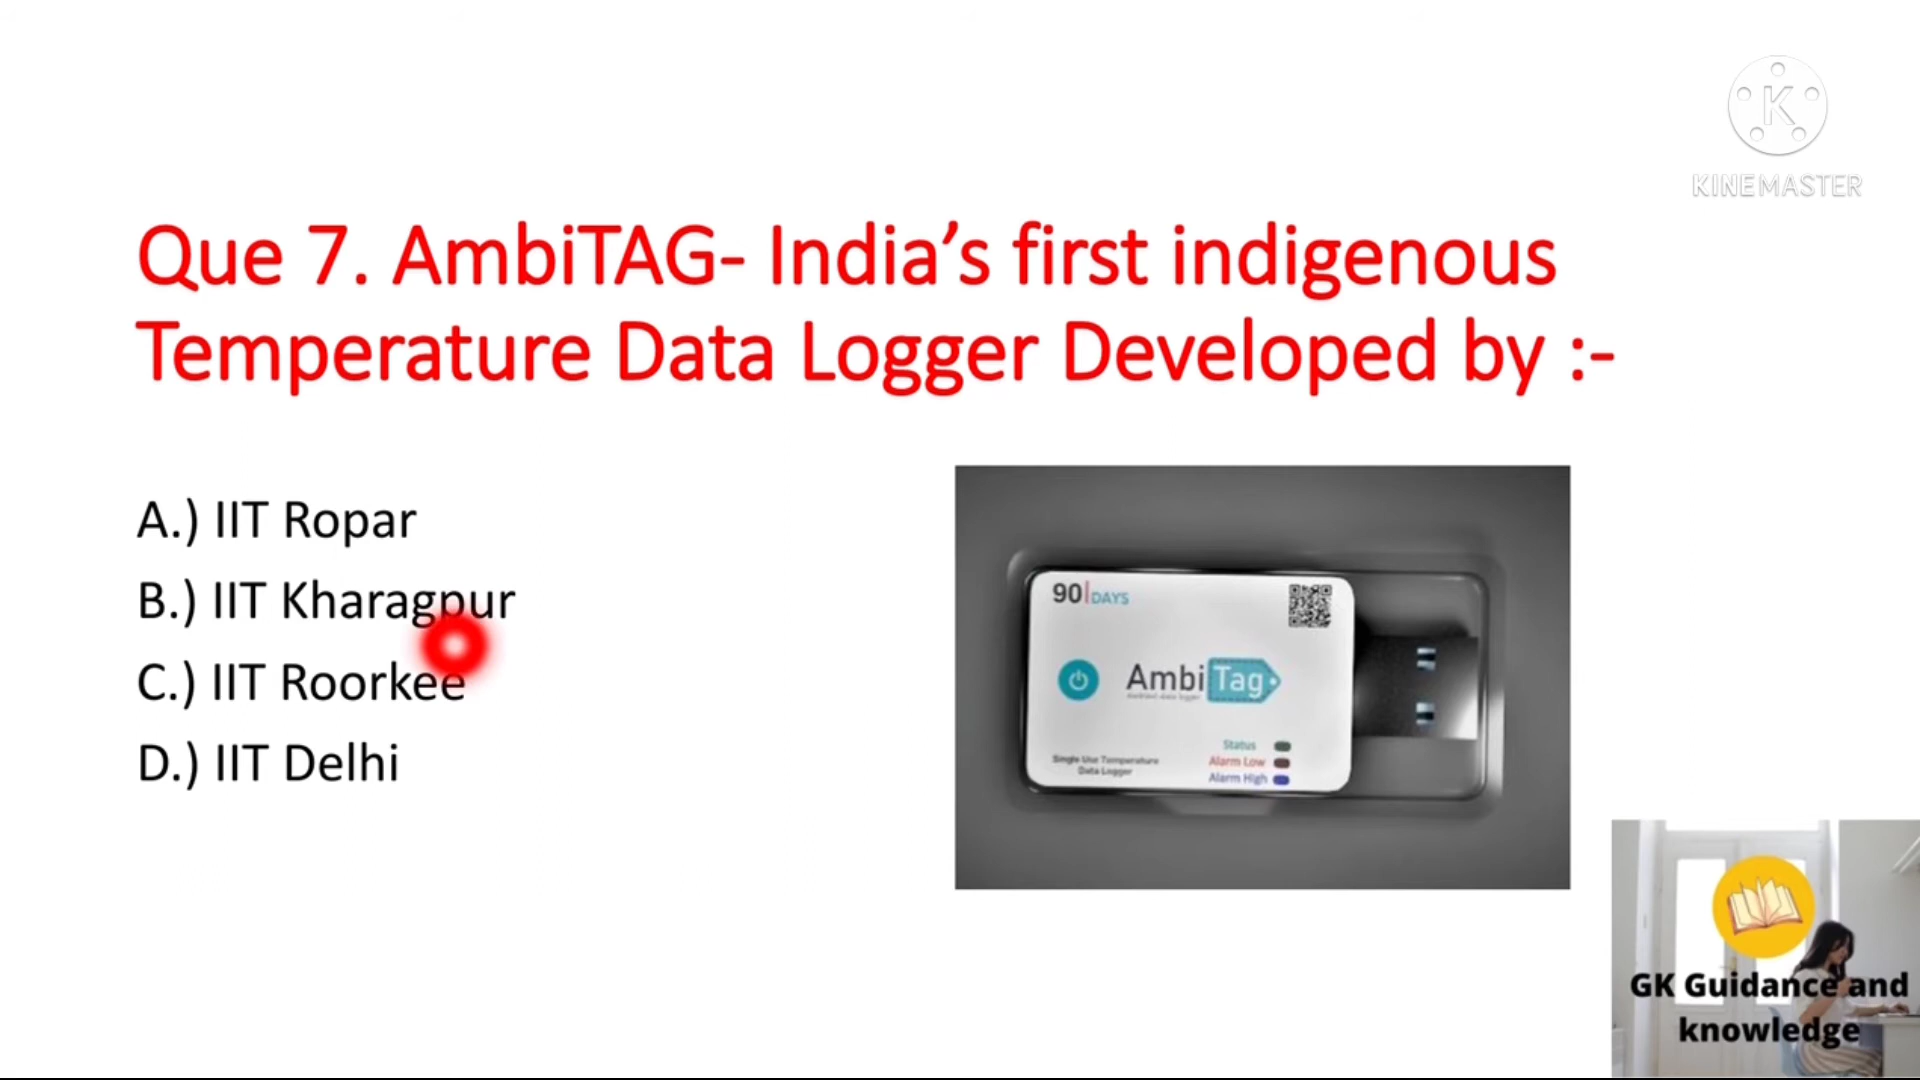 K
KINEMASTER
Que 7. AmbiTAG- India’s first indigenous
Temperature Data Logger Developed by :-
A.) IIT Ropar
B.) IIT Kharagpur
C.) IIT Roorkee
D.) IIT Delhi
90|DAYS
Ambi Tag
Status
Single Use Temperature
Data Logger
Alarm Low
Alarm High
GK Guidance and
knowledge